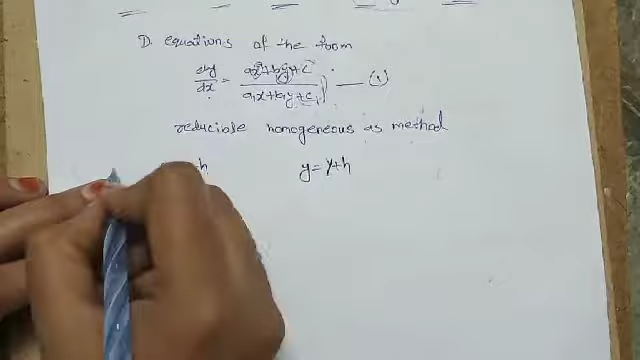 D. equations of the form
dy/dx = ax+by+c / a₁x+b₁y+c₁ — (1)
reducible homogeneous as method
h y = Y+h